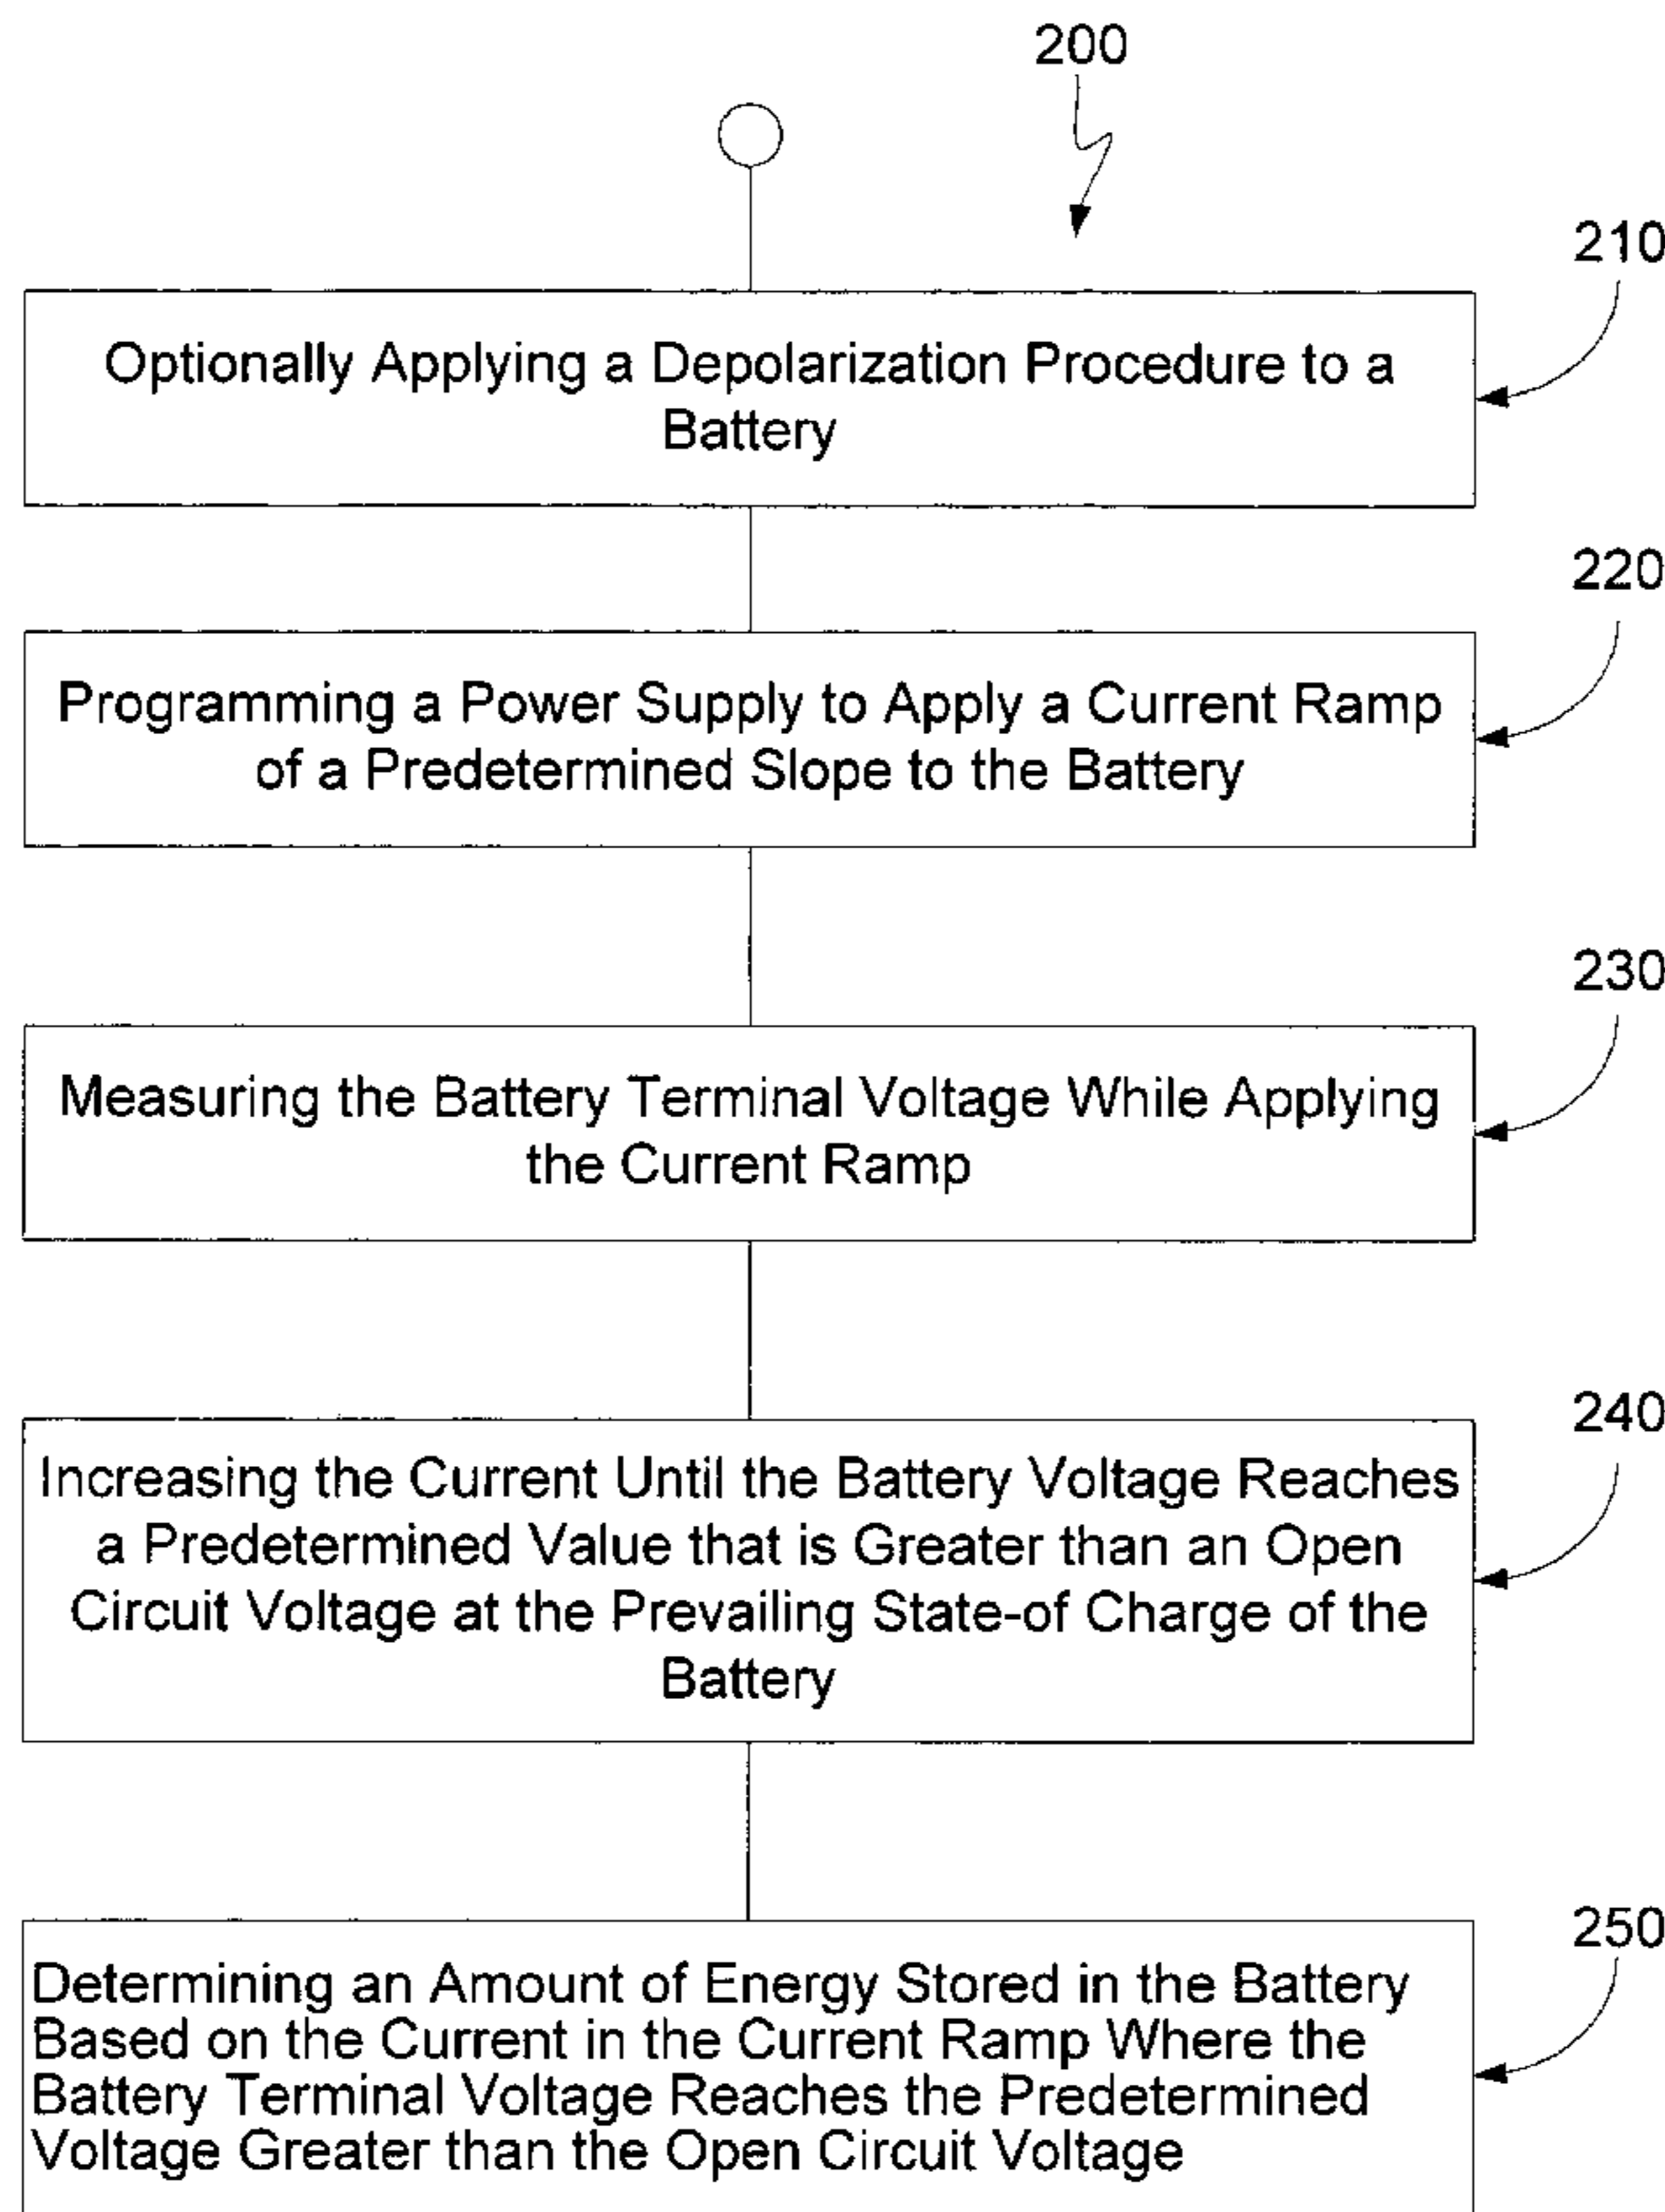 200
210
Optionally Applying a Depolarization Procedure to a
Battery
220
Programming a Power Supply to Apply a Current Ramp
of a Predetermined Slope to the Battery
230
Measuring the Battery Terminal Voltage While Applying
the Current Ramp
240
Increasing the Current Until the Battery Voltage Reaches
a Predetermined Value that is Greater than an Open
Circuit Voltage at the Prevailing State-of Charge of the
Battery
250
Determining an Amount of Energy Stored in the Battery
Based on the Current in the Current Ramp Where the
Battery Terminal Voltage Reaches the Predetermined
Voltage Greater than the Open Circuit Voltage